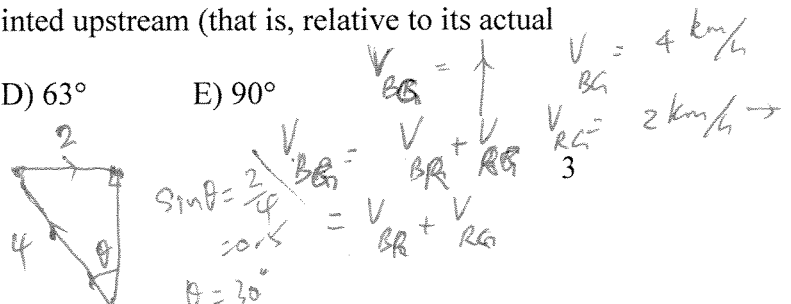 inted upstream (that is, relative to its actual
V_BG = ↑ V_BG = 4 km/h
D) 63° E) 90°
V_BG = V_BR + V_RG V_RG = 2 km/h →
3
2
sinθ = 2/4 = V_BR + V_RG
= 0.5
4 θ
θ = 30°